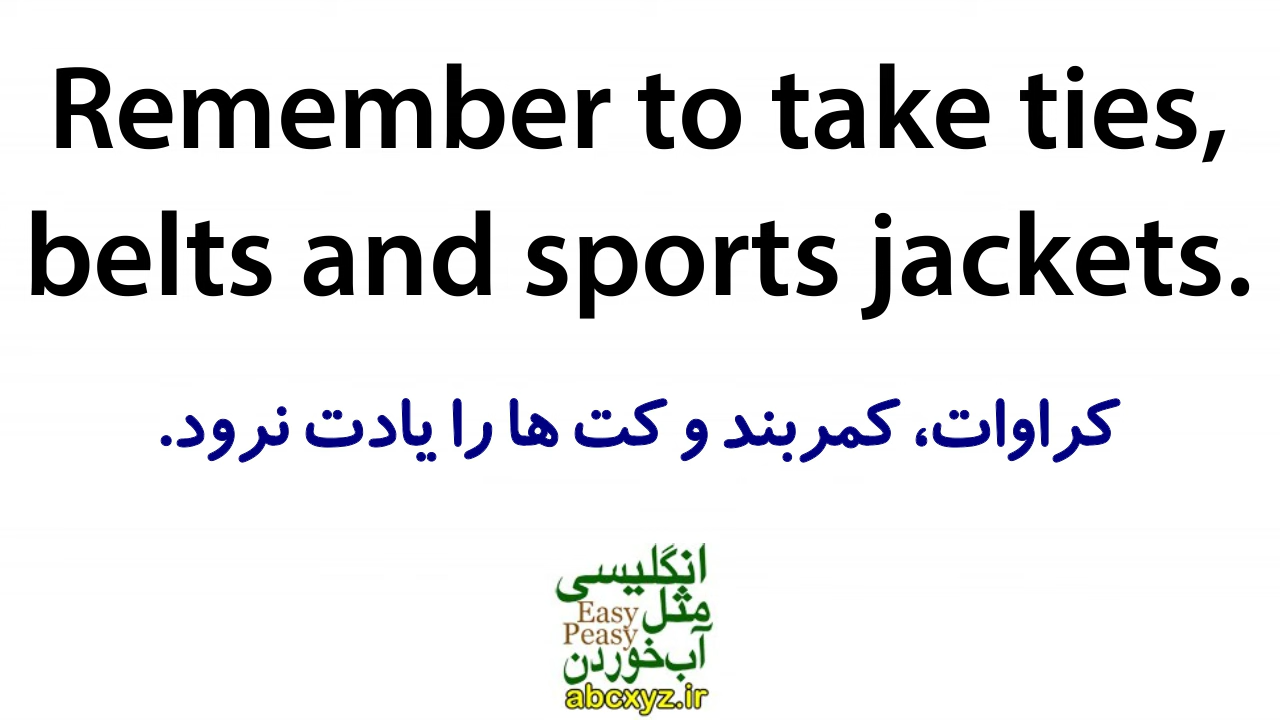 Remember to take ties,
belts and sports jackets.
کراوات، کمربند و کت ها را یادت نرود.
انگلیسی
مثل
Easy
Peasy
آب خوردن
abcxyz.ir